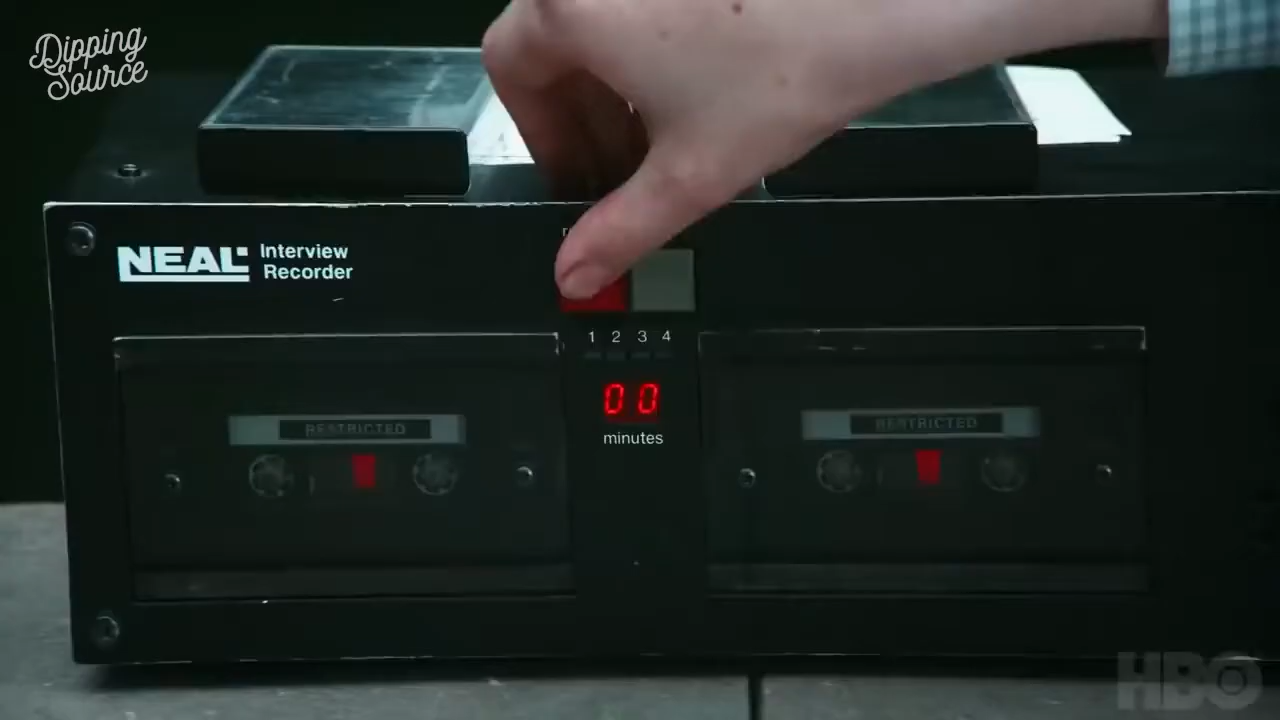 Dipping
Source
NEAL
Interview
Recorder
1 2 3 4
00
minutes
RESTRICTED
RESTRICTED
HBO